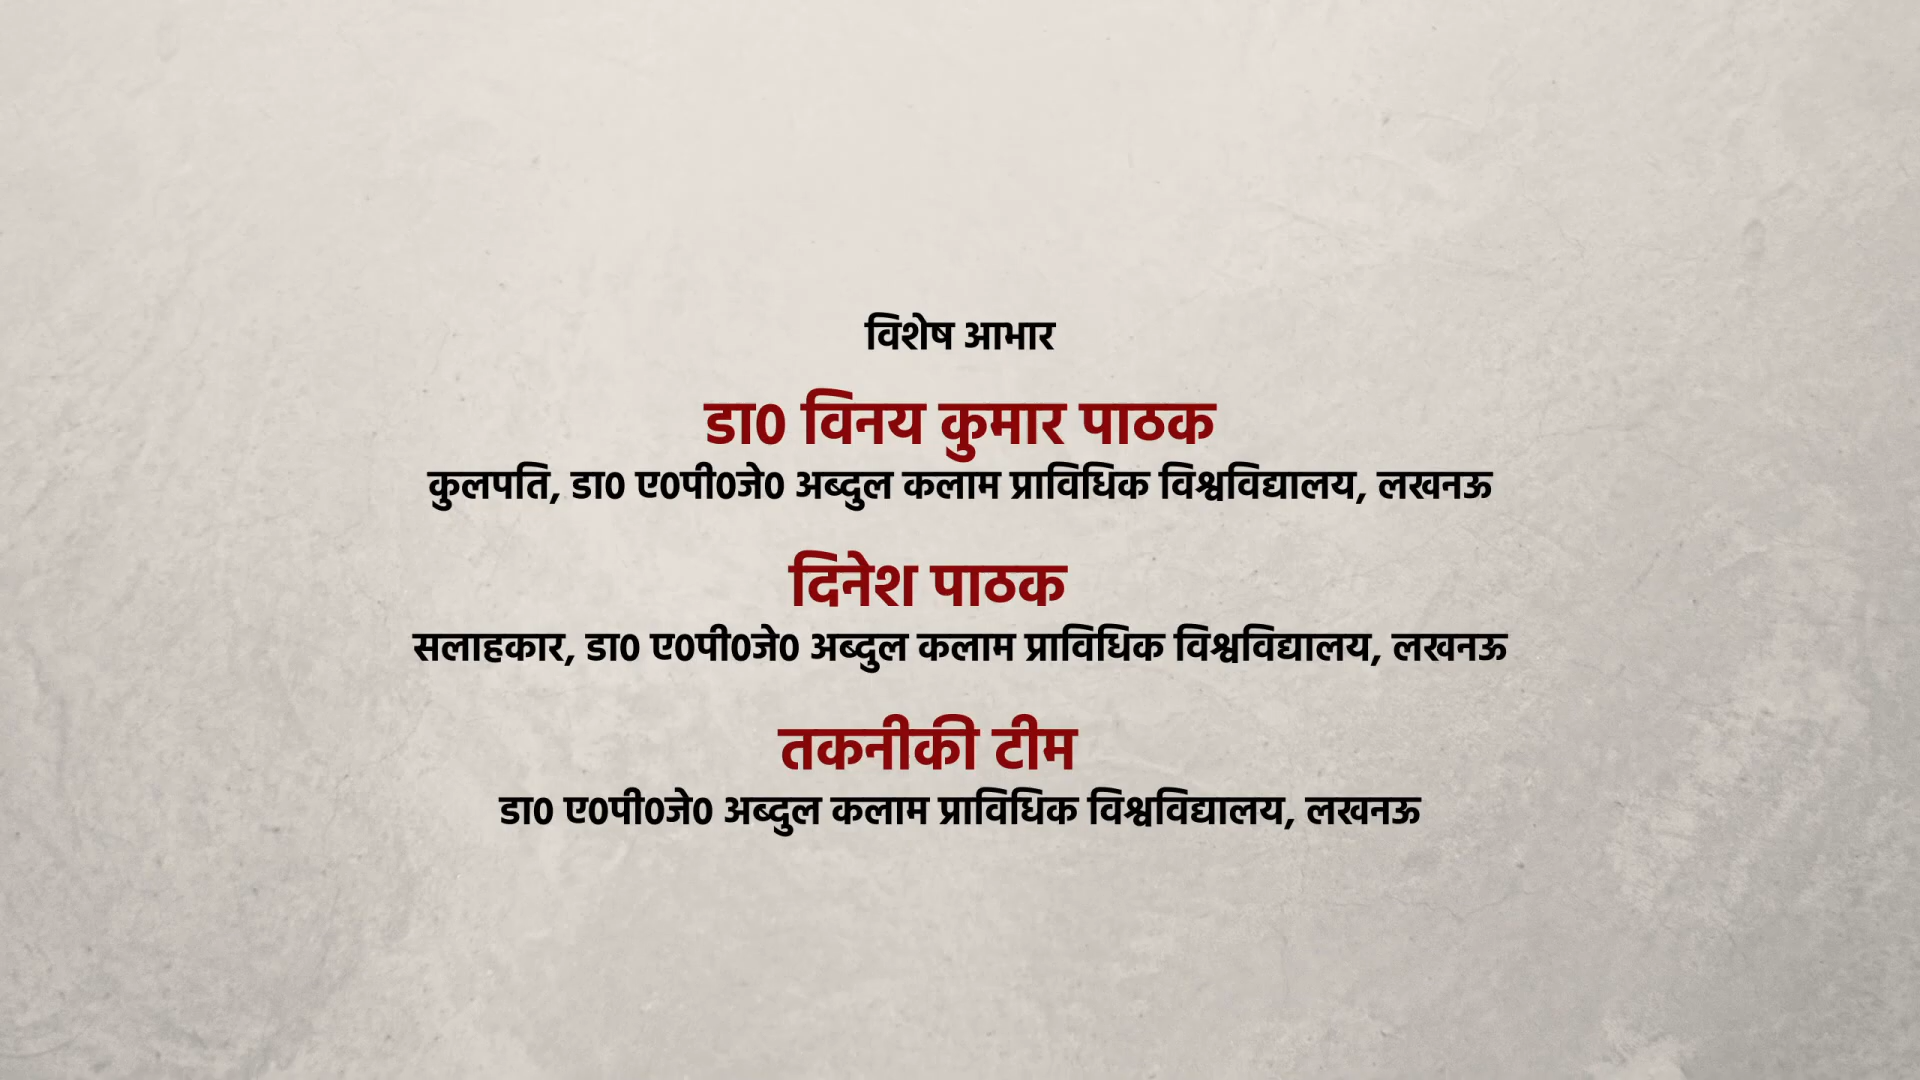 विशेष आभार
डा0 विनय कुमार पाठक
कुलपति, डा0 ए0पी0जे0 अब्दुल कलाम प्राविधिक विश्वविद्यालय, लखनऊ
दिनेश पाठक
सलाहकार, डा0 ए0पी0जे0 अब्दुल कलाम प्राविधिक विश्वविद्यालय, लखनऊ
तकनीकी टीम
डा0 ए0पी0जे0 अब्दुल कलाम प्राविधिक विश्वविद्यालय, लखनऊ